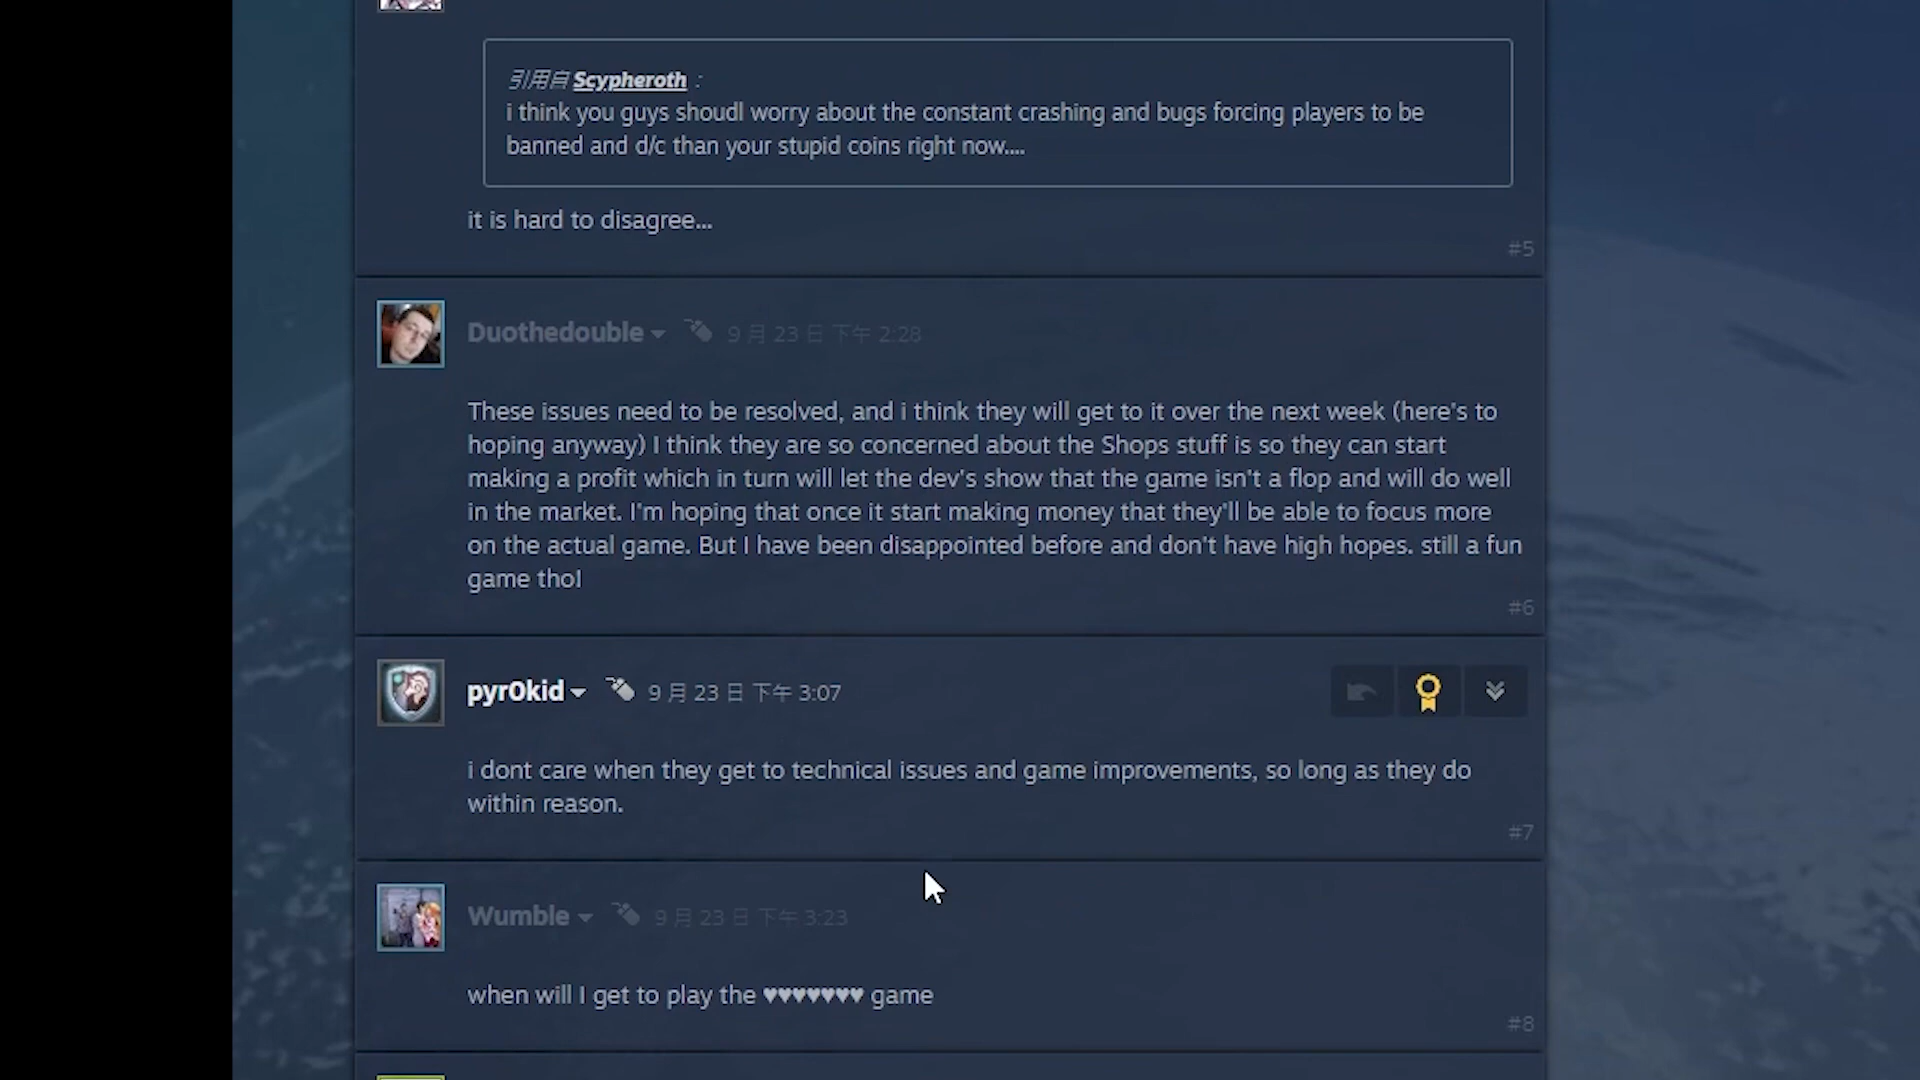 引用自 Scypheroth :
i think you guys shoudl worry about the constant crashing and bugs forcing players to be
banned and d/c than your stupid coins right now....
it is hard to disagree...
#5
Duothedouble 9 月 23 日 下午 2:28
These issues need to be resolved, and i think they will get to it over the next week (here's to
hoping anyway) I think they are so concerned about the Shops stuff is so they can start
making a profit which in turn will let the dev's show that the game isn't a flop and will do well
in the market. I'm hoping that once it start making money that they'll be able to focus more
on the actual game. But I have been disappointed before and don't have high hopes. still a fun
game tho!
#6
pyr0kid 9 月 23 日 下午 3:07
i dont care when they get to technical issues and game improvements, so long as they do
within reason.
#7
Wumble 9 月 23 日 下午 3:23
when will I get to play the ♥♥♥♥♥♥♥ game
#8